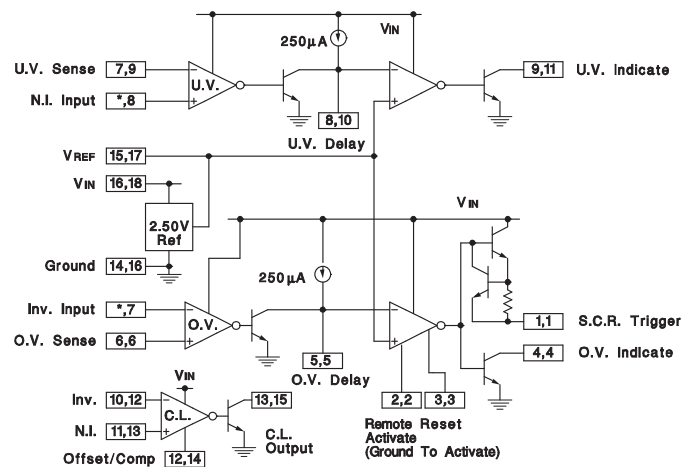 VIN
250µA
U.V. Sense 7,9
U.V.
9,11 U.V. Indicate
N.I. Input *,8
8,10
U.V. Delay
VREF 15,17
VIN 16,18
VIN
2.50V
Ref
250µA
Ground 14,16
Inv. Input *,7
O.V.
1,1 S.C.R. Trigger
O.V. Sense 6,6
5,5
4,4 O.V. Indicate
O.V. Delay
VIN
2,2 3,3
Inv. 10,12
13,15
C.L.
Remote Reset
Activate
(Ground To Activate)
N.I. 11,13
C.L.
Output
Offset/Comp 12,14